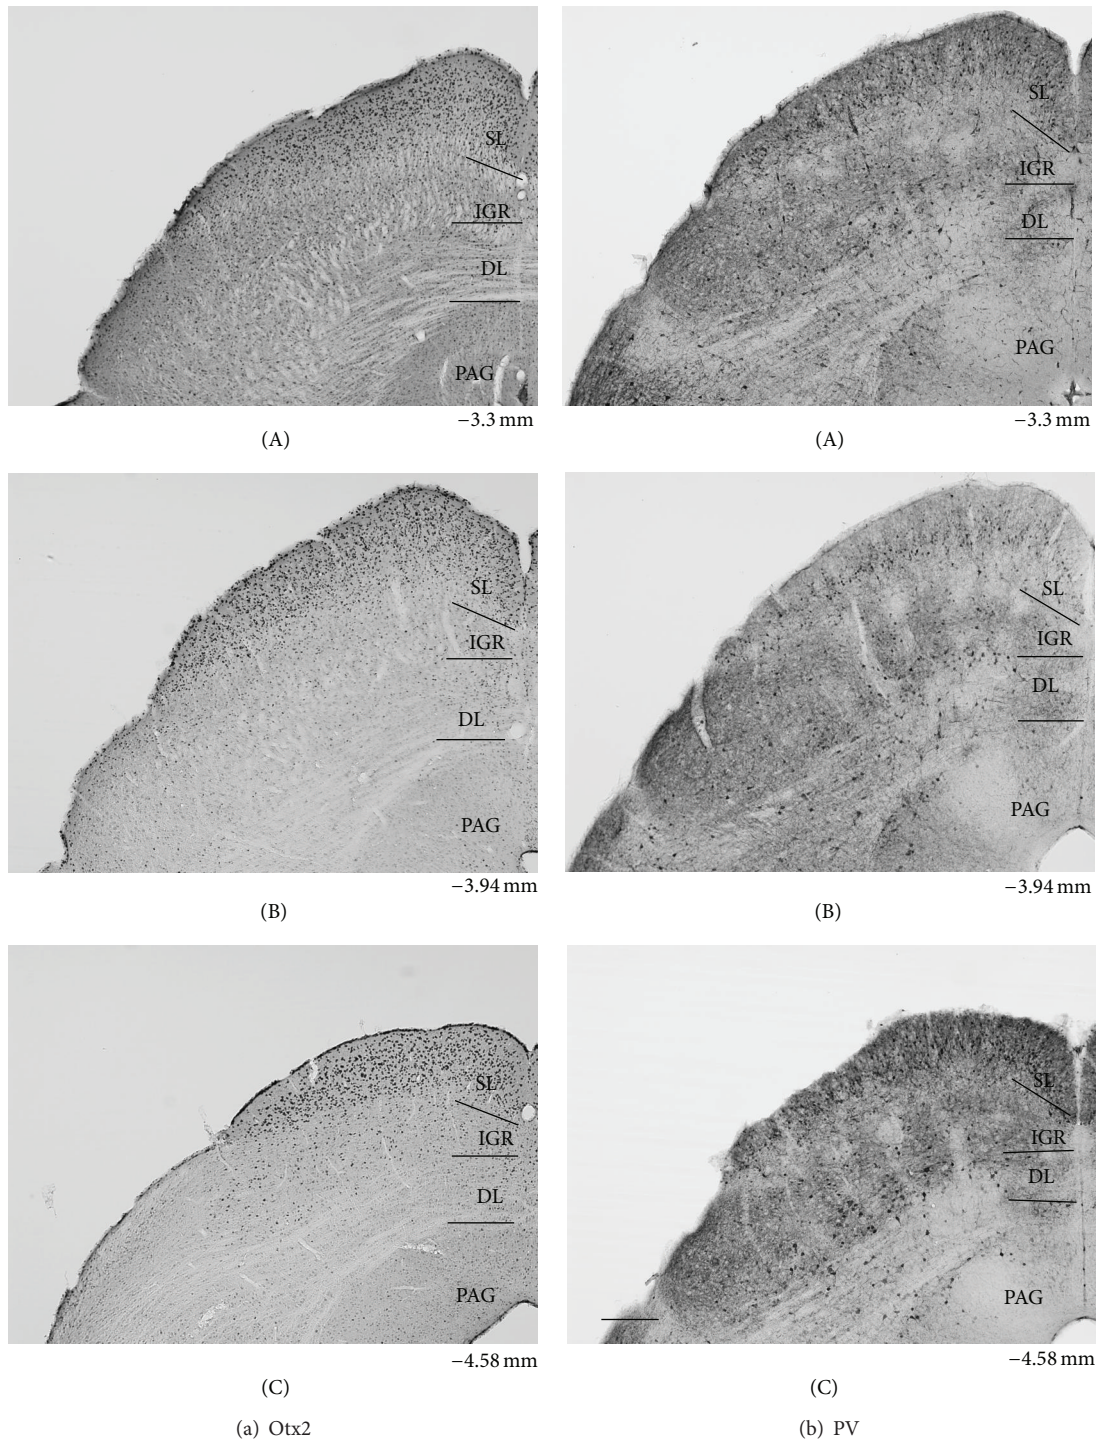 SL
IGR
DL
PAG
−3.3 mm
(A)
SL
IGR
DL
PAG
−3.3 mm
(A)
SL
IGR
DL
PAG
−3.94 mm
(B)
SL
IGR
DL
PAG
−3.94 mm
(B)
SL
IGR
DL
PAG
−4.58 mm
(C)
SL
IGR
DL
PAG
−4.58 mm
(C)
(a) Otx2
(b) PV